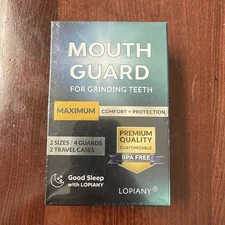 MOUTH
GUARD
FOR GRINDING TEETH
MAXIMUM COMFORT + PROTECTION
2 SIZES / 4 GUARDS
2 TRAVEL CASES
PREMIUM
QUALITY
CUSTOMIZABLE
BPA FREE
Good Sleep
with LOPIANY
LOPIANY®